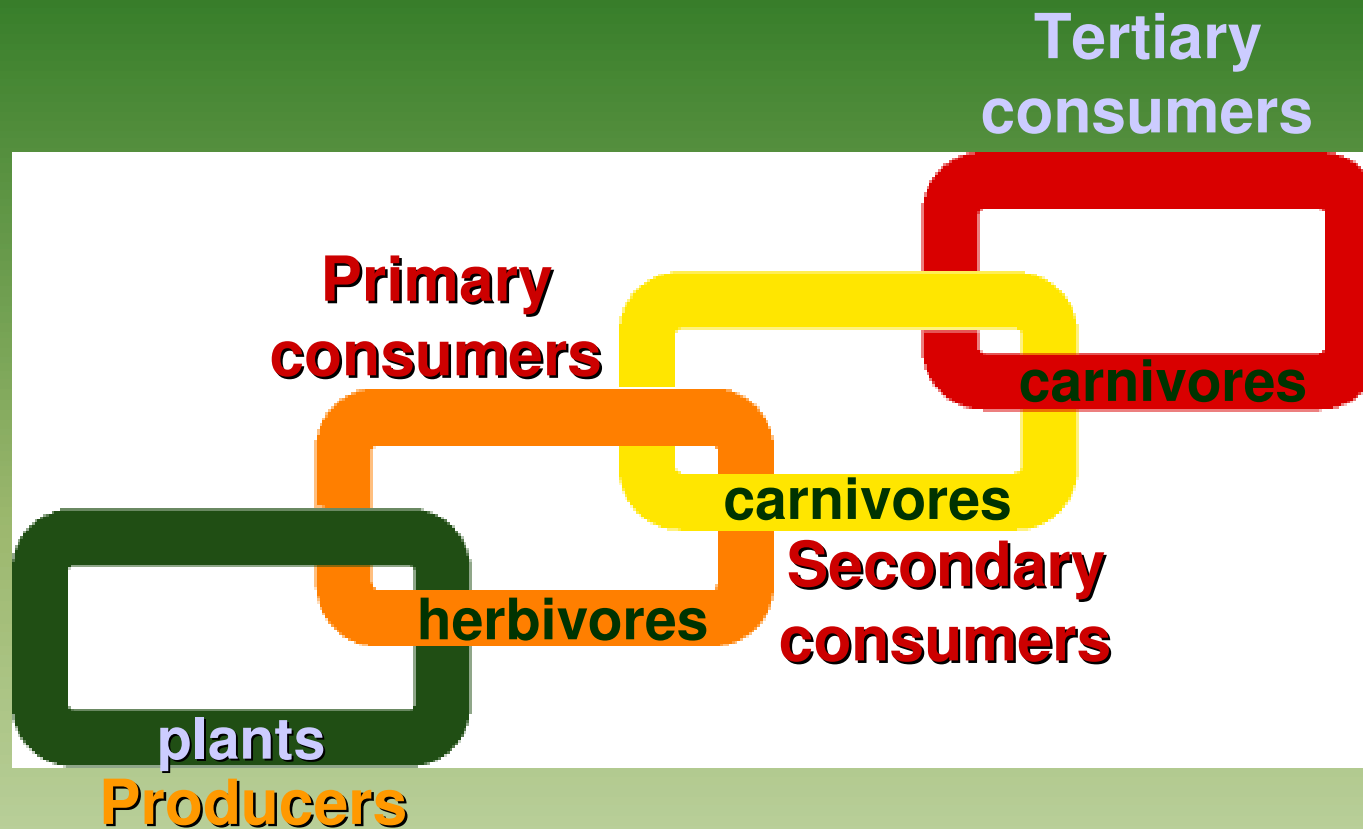 Tertiary
consumers
Primary
consumers
carnivores
carnivores
Secondary
consumers
herbivores
plants
Producers